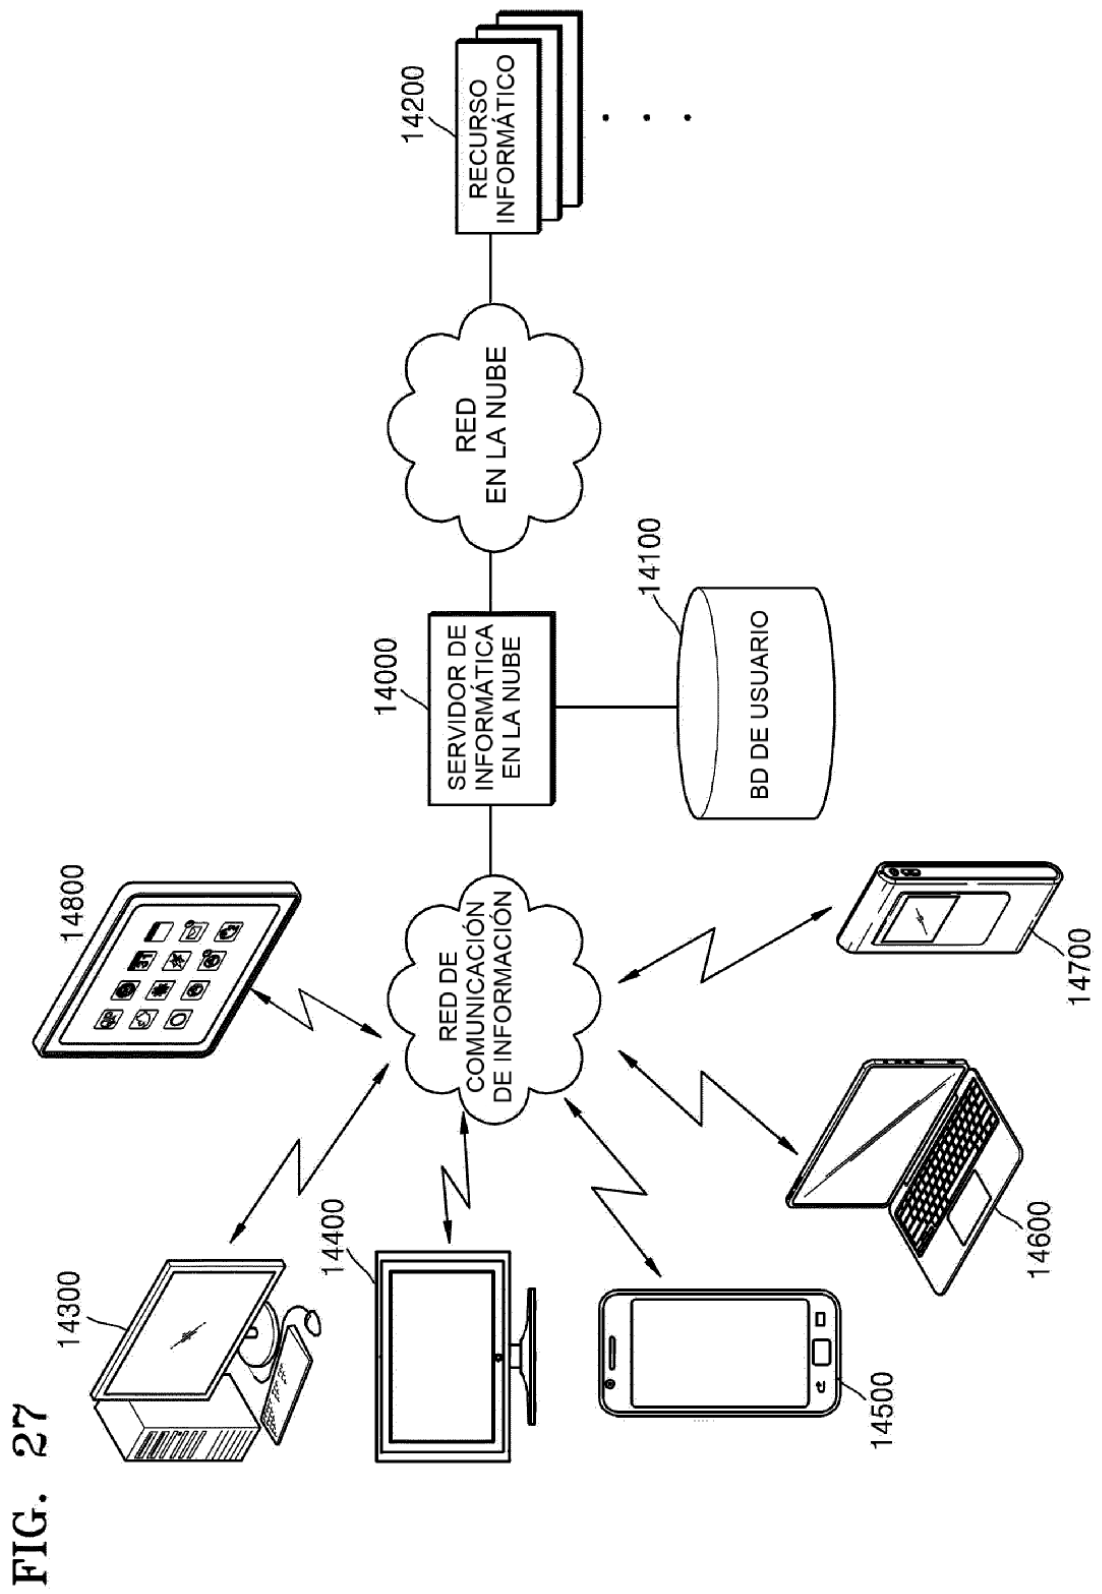 FIG. 27
14300
14400
14500
14600
14700
14800
RED DE
COMUNICACIÓN
DE INFORMACIÓN
14000
SERVIDOR DE
INFORMÁTICA
EN LA NUBE
14100
BD DE USUARIO
RED
EN LA NUBE
14200
RECURSO
INFORMÁTICO